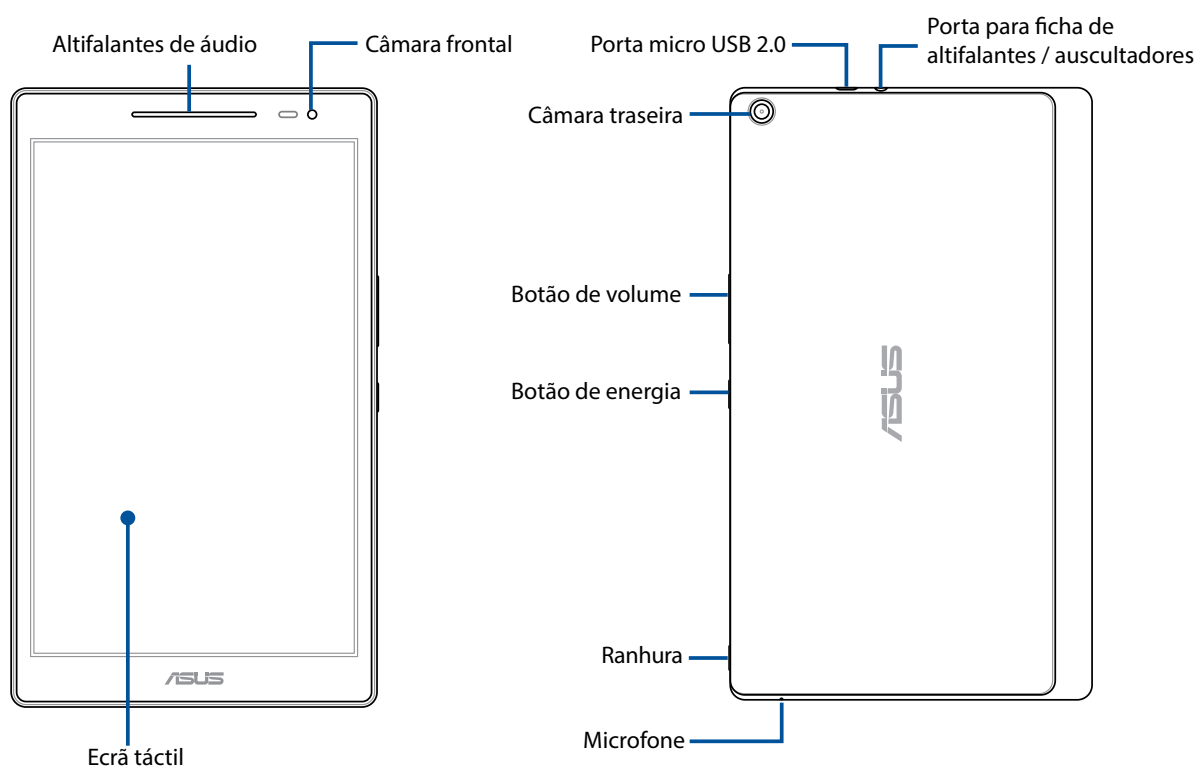 Altifalantes de áudio
Câmara frontal
Porta micro USB 2.0
Porta para ficha de
altifalantes / auscultadores
Câmara traseira
Botão de volume
Botão de energia
ASUS
Ranhura
ASUS
Microfone
Ecrã táctil